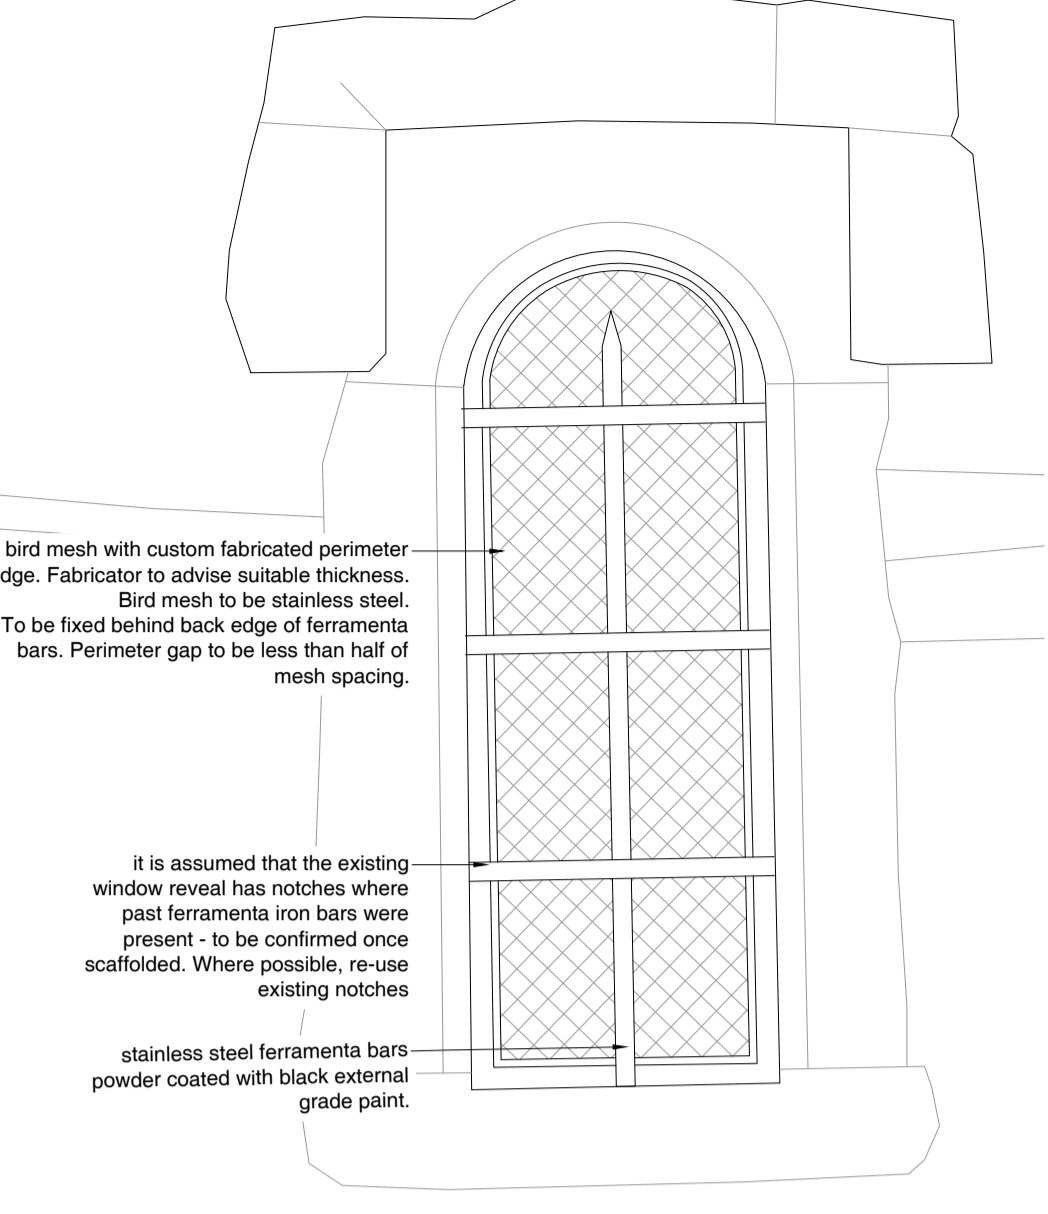 bird mesh with custom fabricated perimeter
dge. Fabricator to advise suitable thickness.
Bird mesh to be stainless steel.
To be fixed behind back edge of ferramenta
bars. Perimeter gap to be less than half of
mesh spacing.
it is assumed that the existing
window reveal has notches where
past ferramenta iron bars were
present - to be confirmed once
scaffolded. Where possible, re-use
existing notches
stainless steel ferramenta bars
powder coated with black external
grade paint.